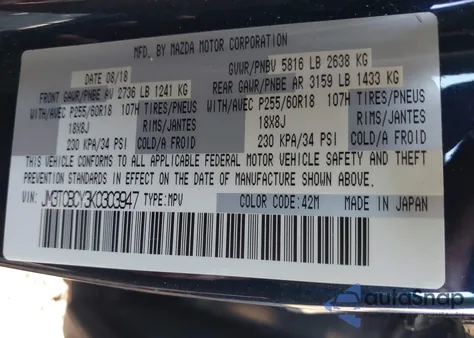 MFD. BY MAZDA MOTOR CORPORATION
DATE 08/18 GVWR/PNBV 5816 LB 2638 KG
FRONT GAWR/PNBE AV 2736 LB 1241 KG REAR GAWR/PNBE AR 3159 LB 1433 KG
WITH/AVEC P255/60R18 107H TIRES/PNEUS WITH/AVEC P255/60R18 107H TIRES/PNEUS
18X8J RIMS/JANTES 18X8J RIMS/JANTES
230 KPA/34 PSI COLD/A FROID 230 KPA/34 PSI COLD/A FROID
THIS VEHICLE CONFORMS TO ALL APPLICABLE FEDERAL MOTOR VEHICLE SAFETY AND THEFT
PREVENTION STANDARDS IN EFFECT ON THE DATE OF MANUFACTURE SHOWN ABOVE.
VIN: JM3TCBCY3K0303947 TYPE:MPV COLOR CODE:42M MADE IN JAPAN
autoSnap